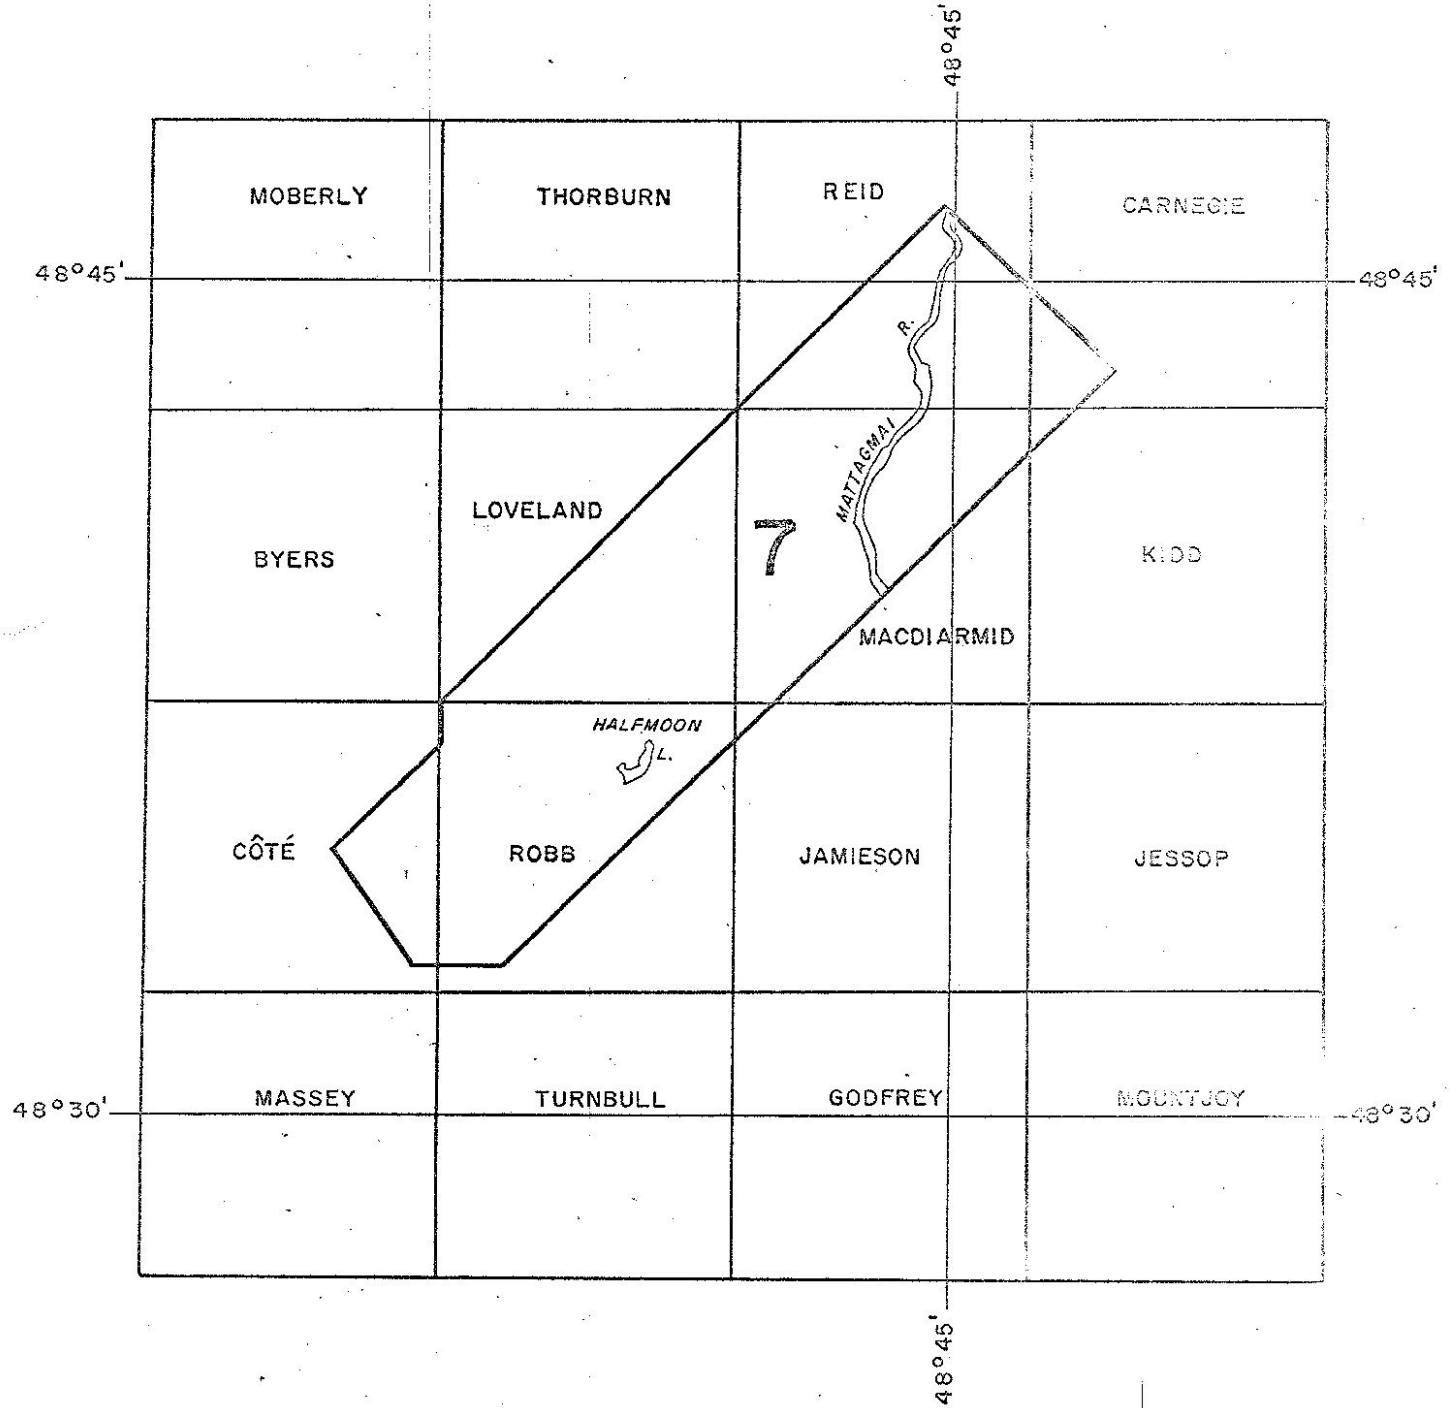 48°45'
MOBERLY
THORBURN
REID
CARNEGIE
48°45'
48°45'
R.
MATTAGMAI
LOVELAND
7
BYERS
KIDD
MACDIARMID
HALFMOON
L.
CÔTÉ
ROBB
JAMIESON
JESSOP
MASSEY
TURNBULL
GODFREY
MOUNTJOY
48°30'
48°30'
48°45'